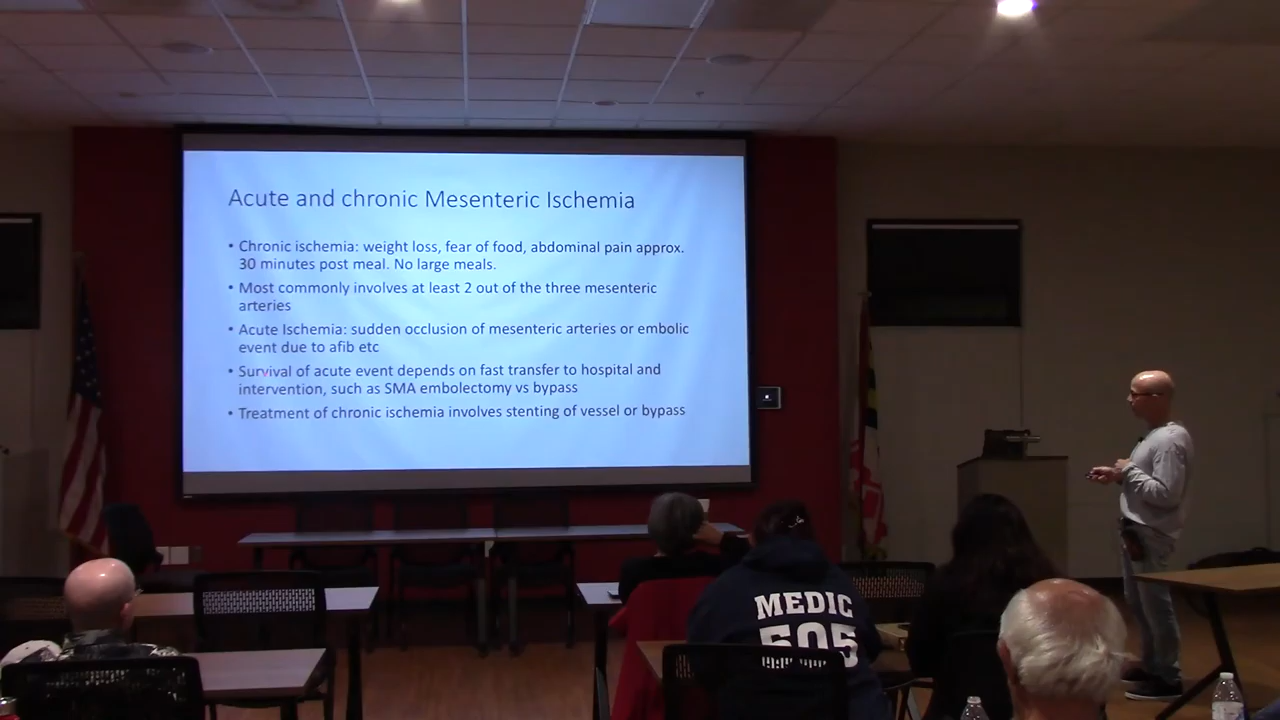 Acute and chronic Mesenteric Ischemia
• Chronic ischemia: weight loss, fear of food, abdominal pain approx.
30 minutes post meal. No large meals.
• Most commonly involves at least 2 out of the three mesenteric
arteries
• Acute Ischemia: sudden occlusion of mesenteric arteries or embolic
event due to afib etc
• Survival of acute event depends on fast transfer to hospital and
intervention, such as SMA embolectomy vs bypass
• Treatment of chronic ischemia involves stenting of vessel or bypass
MEDIC
505